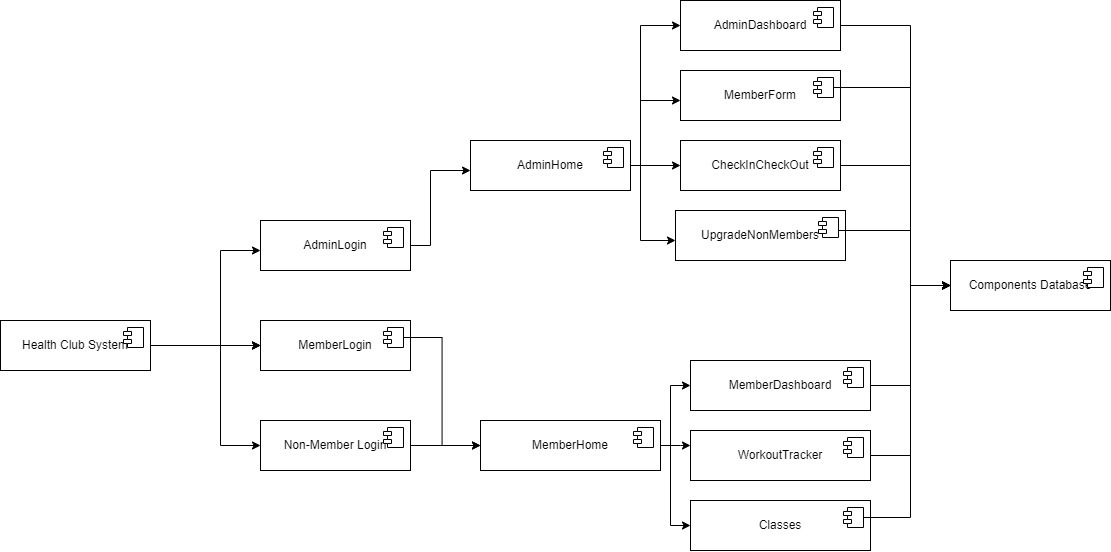 AdminDashboard
MemberForm
AdminHome
CheckInCheckOut
AdminLogin
UpgradeNonMembers
Components Database
Health Club System
MemberLogin
MemberDashboard
Non-Member Login
MemberHome
WorkoutTracker
Classes